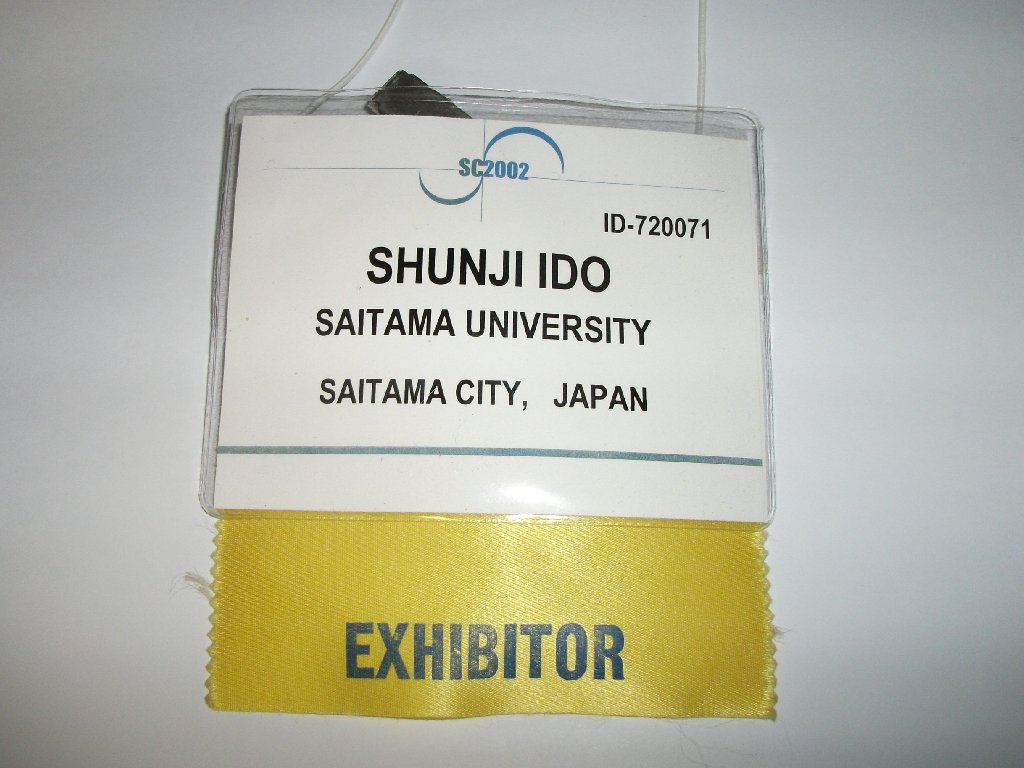 SC2002
ID-720071
SHUNJI IDO
SAITAMA UNIVERSITY
SAITAMA CITY, JAPAN
EXHIBITOR